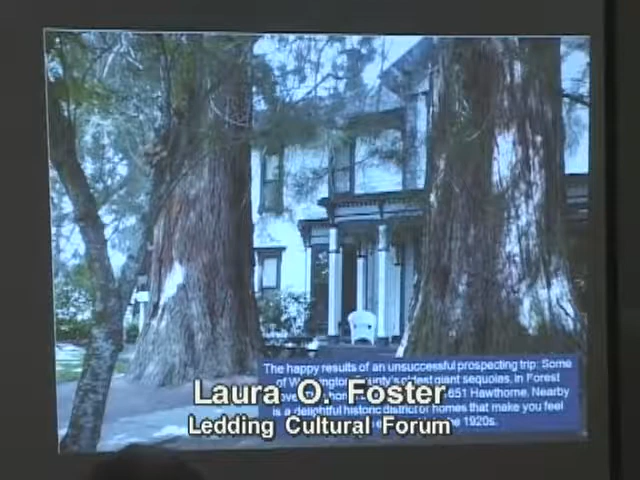 The happy results of an unsuccessful prospecting trip: Some
of Washington County's oldest giant sequoias, in Forest
651 Hawthorne. Nearby
is a delightful historic district of homes that make you feel
1920s.
Laura O. Foster
Ledding Cultural Forum